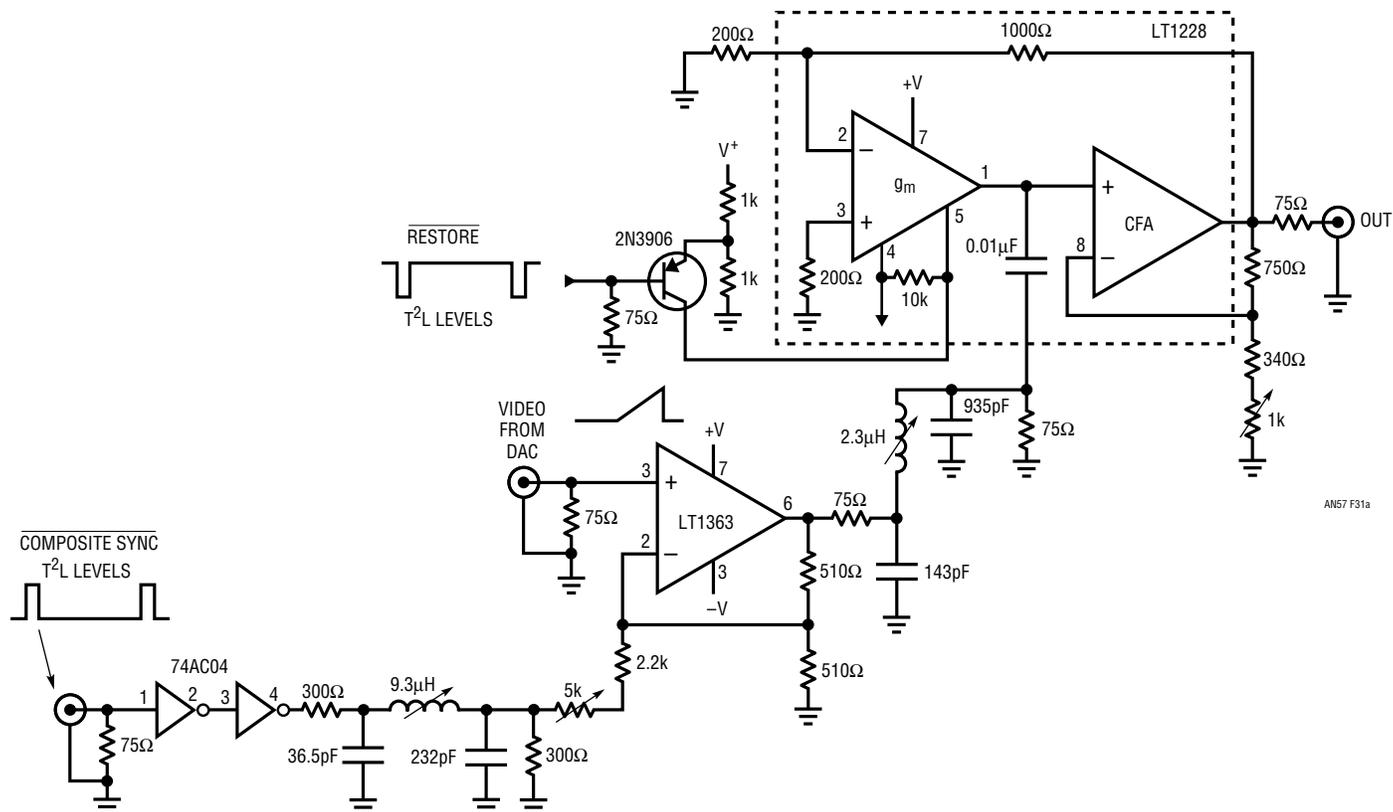 200Ω
1000Ω
LT1228
+V
7
2
−
gm
1
3
+
5
4
200Ω
10k
0.01µF
+
CFA
8
−
75Ω
OUT
750Ω
340Ω
1k
V+
1k
2N3906
1k
RESTORE
T2L LEVELS
75Ω
935pF
2.3µH
75Ω
VIDEO
FROM
DAC
+V
3
7
+
6
75Ω
75Ω
LT1363
2
−
3
−V
510Ω
143pF
510Ω
AN57 F31a
COMPOSITE SYNC
T2L LEVELS
2.2k
74AC04
1
2
3
4
300Ω
9.3µH
5k
75Ω
36.5pF
232pF
300Ω